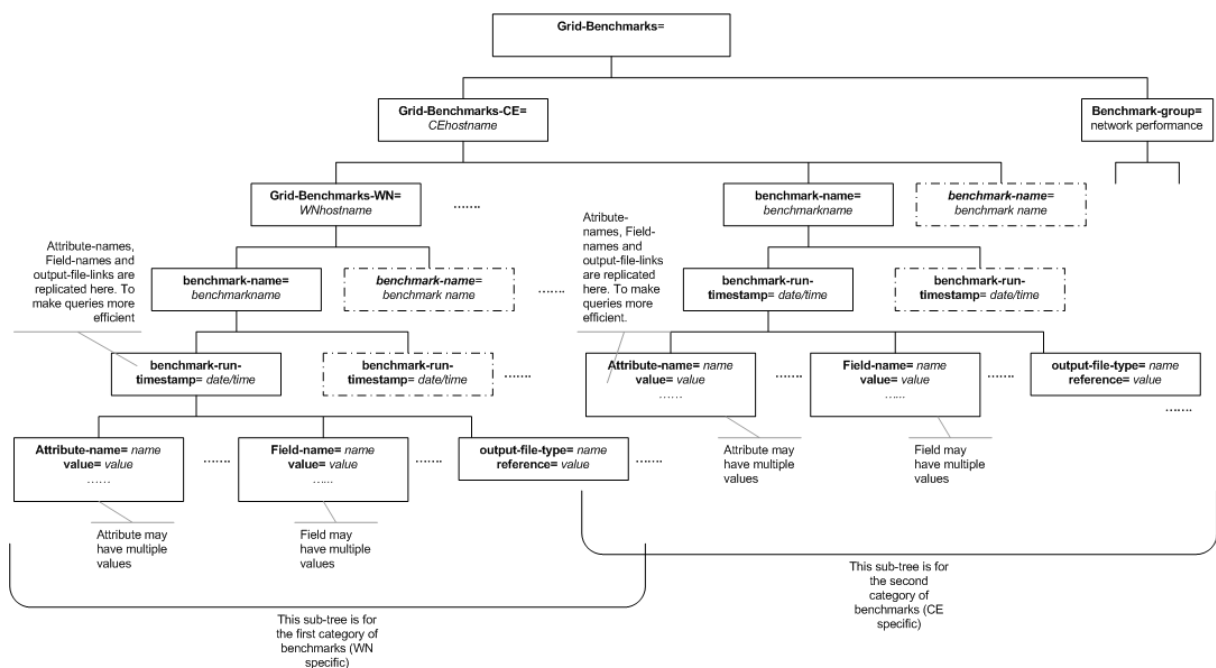 Grid-Benchmarks=
Grid-Benchmarks-CE=
CEhostname
Benchmark-group=
network performance
Grid-Benchmarks-WN=
WNhostname
.......
benchmark-name=
benchmarkname
benchmark-name=
benchmark name
Attribute-names,
Field-names and
output-file-links are
replicated here. To
make queries more
efficient
benchmark-name=
benchmarkname
benchmark-name=
benchmark name
.......
Atribute-
names, Field-
names and
output-file-links
are replicated
here. To make
queries more
efficient.
benchmark-run-
timestamp= date/time
benchmark-run-
timestamp= date/time
.......
benchmark-run-
timestamp= date/time
benchmark-run-
timestamp= date/time
.......
Attribute-name= name
value= value
......
.......
Field-name= name
value= value
......
.......
output-file-type= name
reference= value
.......
Attribute-name= name
value= value
......
.......
Field-name= name
value= value
......
.......
output-file-type= name
reference= value
.......
Attribute may
have multiple
values
Field may
have multiple
values
Attribute may
have multiple
values
Field may
have multiple
values
This sub-tree is for
the second
category of
benchmarks (CE
specific)
This sub-tree is for
the first category of
benchmarks (WN
specific)